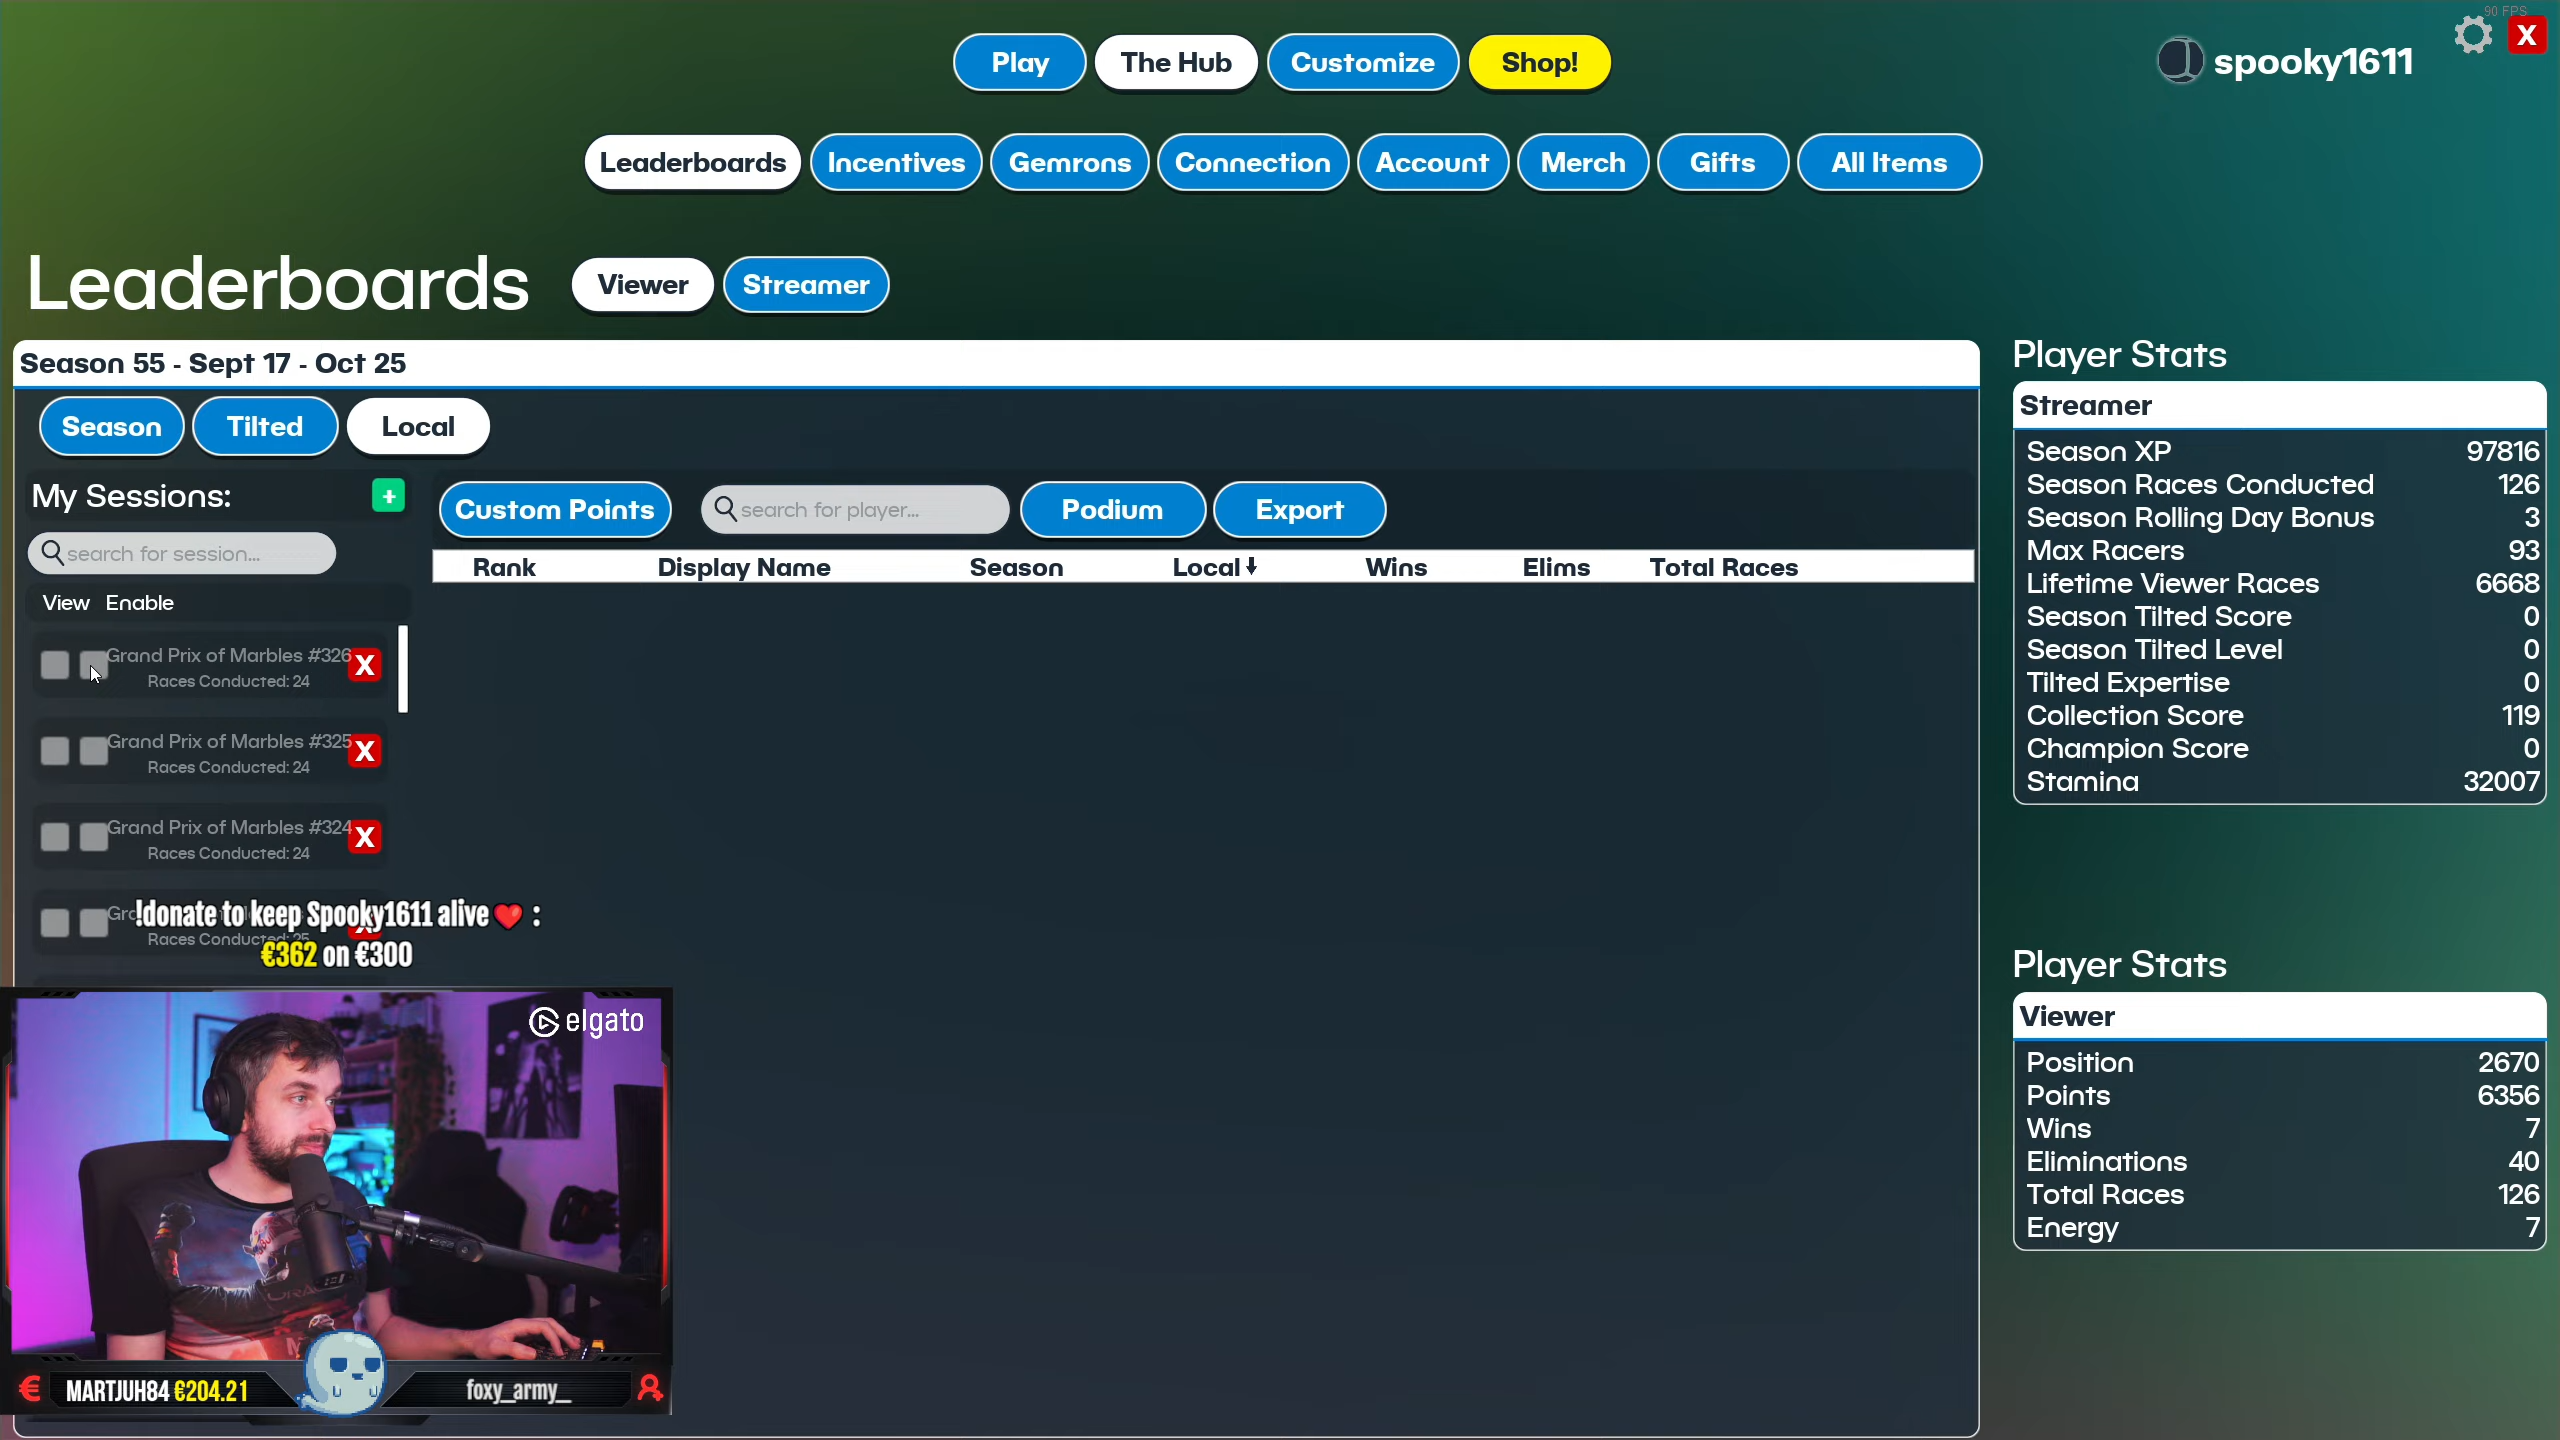 90 FPS
Play
The Hub
Customize
Shop!
X
spooky1611
Leaderboards
Incentives
Gemrons
Connection
Account
Merch
Gifts
All Items
Leaderboards
Viewer
Streamer
Season 55 - Sept 17 - Oct 25
Season
Tilted
Local
My Sessions:
+
search for session...
View Enable
Grand Prix of Marbles #326
Races Conducted: 24
X
Grand Prix of Marbles #325
Races Conducted: 24
X
Grand Prix of Marbles #324
Races Conducted: 24
X
Races Conducted: 25
Custom Points
search for player...
Podium
Export
Rank Display Name Season Local Wins Elims Total Races
!donate to keep Spooky1611 alive❤️ :
€362 on €300
elgato
€ MARTJUH84 €204.21
foxy_army_
Player Stats
Streamer
Season XP 97816
Season Races Conducted 126
Season Rolling Day Bonus 3
Max Racers 93
Lifetime Viewer Races 6668
Season Tilted Score 0
Season Tilted Level 0
Tilted Expertise 0
Collection Score 119
Champion Score 0
Stamina 32007
Player Stats
Viewer
Position 2670
Points 6356
Wins 7
Eliminations 40
Total Races 126
Energy 7